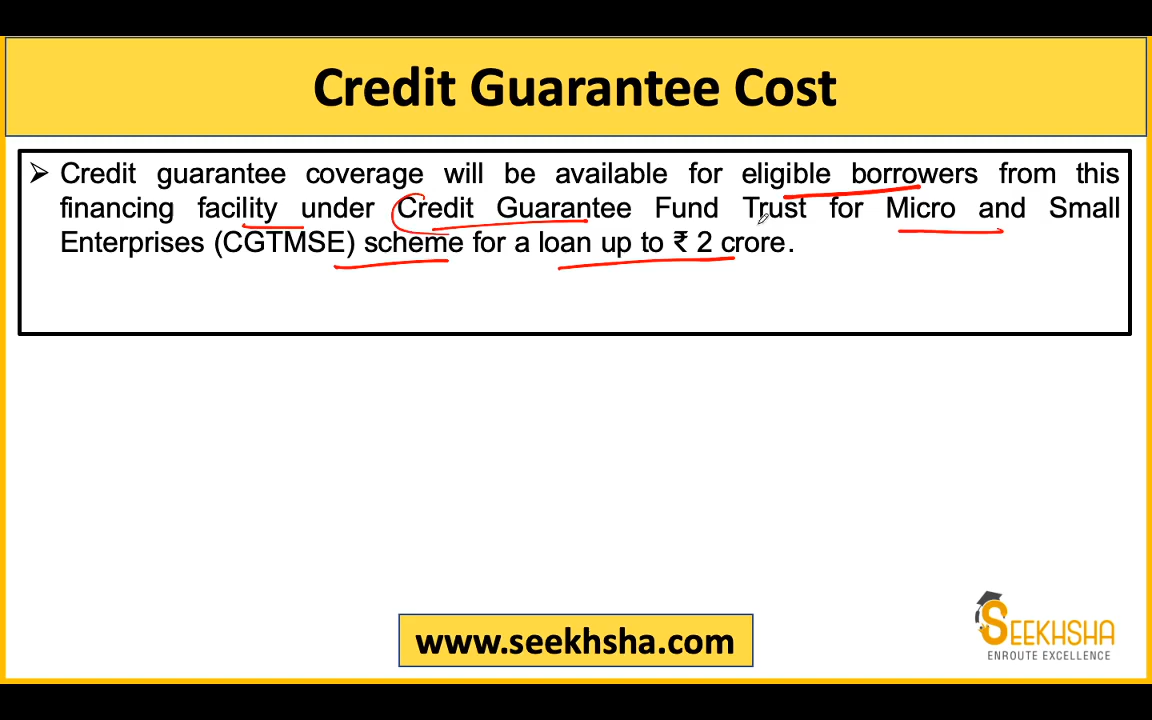 Credit Guarantee Cost
➢ Credit guarantee coverage will be available for eligible borrowers from this
financing facility under Credit Guarantee Fund Trust for Micro and Small
Enterprises (CGTMSE) scheme for a loan up to ₹ 2 crore.
www.seekhsha.com
SEEKHSHA
ENROUTE EXCELLENCE